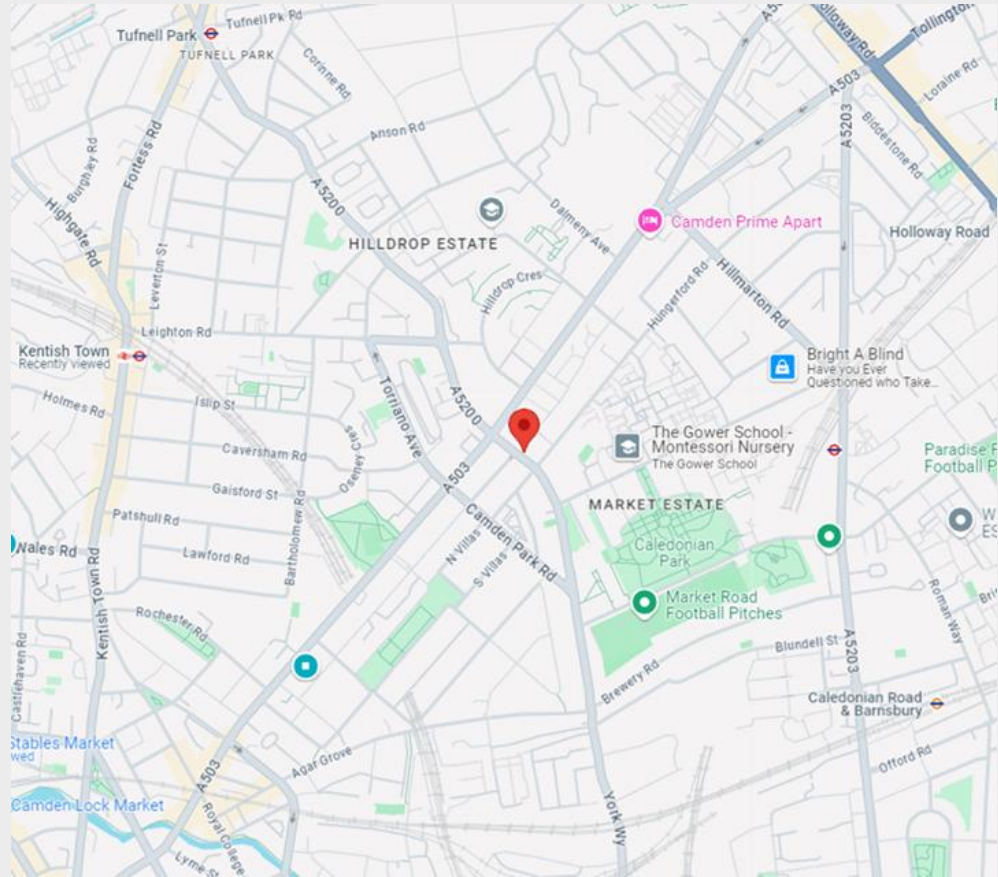 Tufnell Pk Rd
Tufnell Park
TUFNELL PARK
Corinne Rd
Holloway Rd
Tollington
A503
Loraine Rd
Anson Rd
A5203
Biddestone Rd
Burghley Rd
Fortess Rd
A5200
Highgate Rd
Dalmeny Ave
Camden Prime Apart
Holloway Road
HILLDROP ESTATE
Leverton St
Hilldrop Cres
Hungerford Rd
Hillmarton Rd
Leighton Rd
Kentish Town
Recently viewed
Bright A Blind
Have you Ever
Questioned who Take...
Holmes Rd
Islip St
Torriano Ave
A5200
Caversham Rd
Oseney Cres
The Gower School -
Montessori Nursery
The Gower School
Paradise P
Football P
Gaisford St
A503
MARKET ESTATE
Patshull Rd
Bartholomew Rd
Camden Park Rd
Wales Rd
Lawford Rd
N Villas
S Villas
Caledonian
Park
W
ES
Kentish Town Rd
Rochester Rd
Market Road
Football Pitches
Roman Way
Bri
Castlehaven Rd
Blundell St
A5203
Brewery Rd
Caledonian Road
& Barnsbury
Stables Market
wed
Agar Grove
Offord Rd
A503
Camden Lock Market
Royal College
York Wy
Lyme St